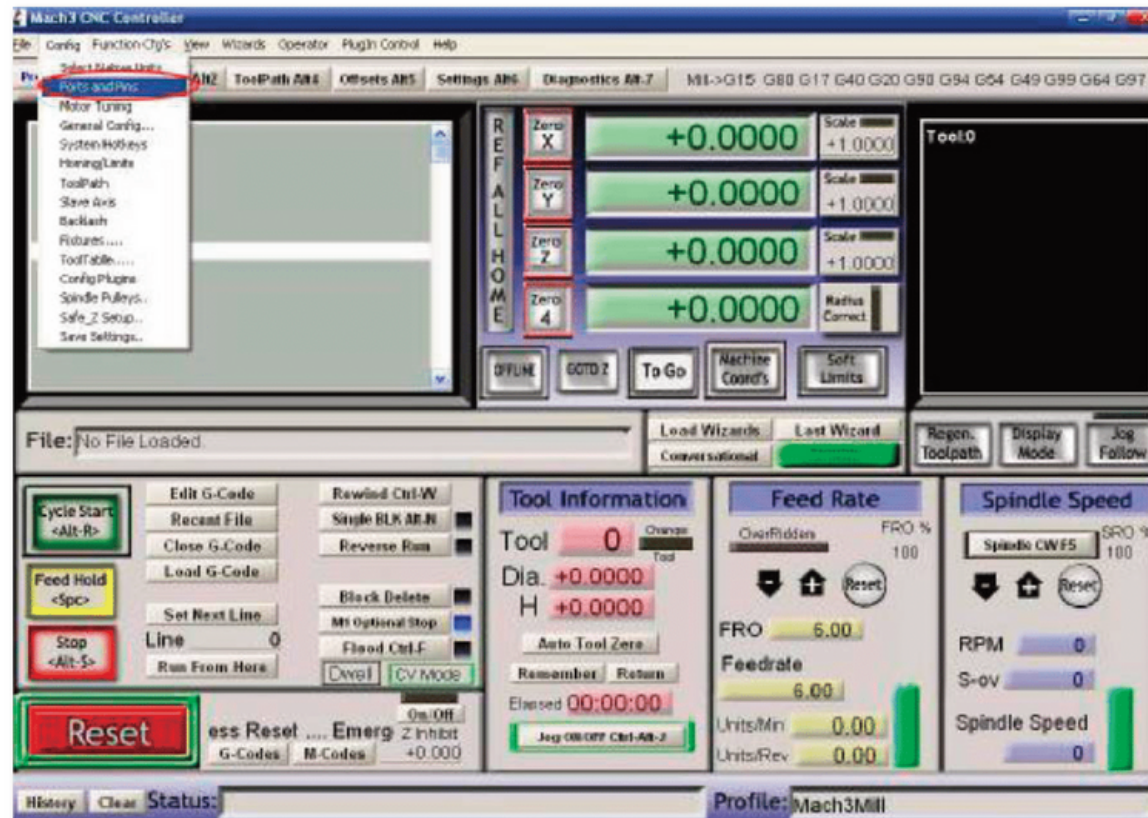 Mach3 CNC Controller
File Config Function Cfg's View Wizards Operator PlugIn Control Help
Select Native Units
Ports and Pins
Motor Tuning
General Config...
System Hotkeys
Homing/Limits
ToolPath
Slave Axis
Backlash
Fixtures.....
ToolTable.....
Config Plugins
Spindle Pulleys..
Safe_Z Setup..
Save Settings..
Alt2 ToolPath Alt4 Offsets Alt5 Settings Alt6 Diagnostics Alt-7 Mill->G15 G80 G17 G40 G20 G90 G94 G54 G49 G99 G64 G97
REF ALL HOME
Zero X +0.0000 Scale +1.0000
Zero Y +0.0000 Scale +1.0000
Zero Z +0.0000 Scale +1.0000
Zero 4 +0.0000 Radius Correct
OFFLINE GOTO Z To Go Machine Coord's Soft Limits
Tool:0
File: No File Loaded.
Load Wizards Last Wizard
Conversational
Regen. Toolpath Display Mode Jog Follow
Cycle Start <Alt-R>
Feed Hold <Spc>
Stop <Alt-S>
Edit G-Code
Recent File
Close G-Code
Load G-Code
Set Next Line
Line 0
Run From Here
Rewind Ctrl-W
Single BLK Alt-N
Reverse Run
Block Delete
M1 Optional Stop
Flood Ctrl-F
Dwell CV Mode
Reset
ess Reset .... Emerg
G-Codes M-Codes
On/Off
Z Inhibit
+0.000
Tool Information
Tool 0 Change Tool
Dia. +0.0000
H +0.0000
Auto Tool Zero
Remember Return
Elapsed 00:00:00
Jog ON/OFF Ctrl-Alt-J
Feed Rate
OverRidden FRO %
100
Reset
FRO 6.00
Feedrate
6.00
Units/Min 0.00
Units/Rev 0.00
Spindle Speed
Spindle CW F5 SRO %
100
Reset
RPM 0
S-ov 0
Spindle Speed
0
History Clear Status: Profile: Mach3Mill